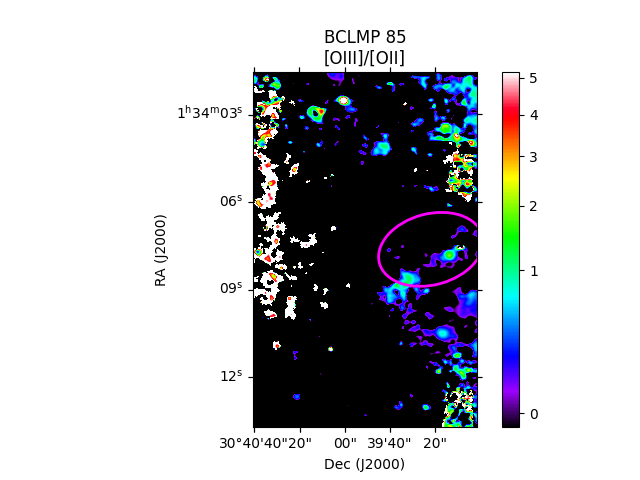 BCLMP 85
[OIII]/[OII]
1ʰ34ᵐ03ˢ
06ˢ
09ˢ
12ˢ
RA (J2000)
30°40'40"20" 00" 39'40" 20"
Dec (J2000)
5
4
3
2
1
0